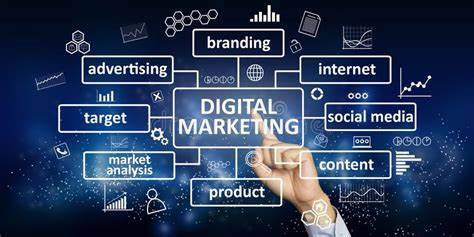 branding
advertising
internet
DIGITAL
MARKETING
target
social media
market
analysis
content
product